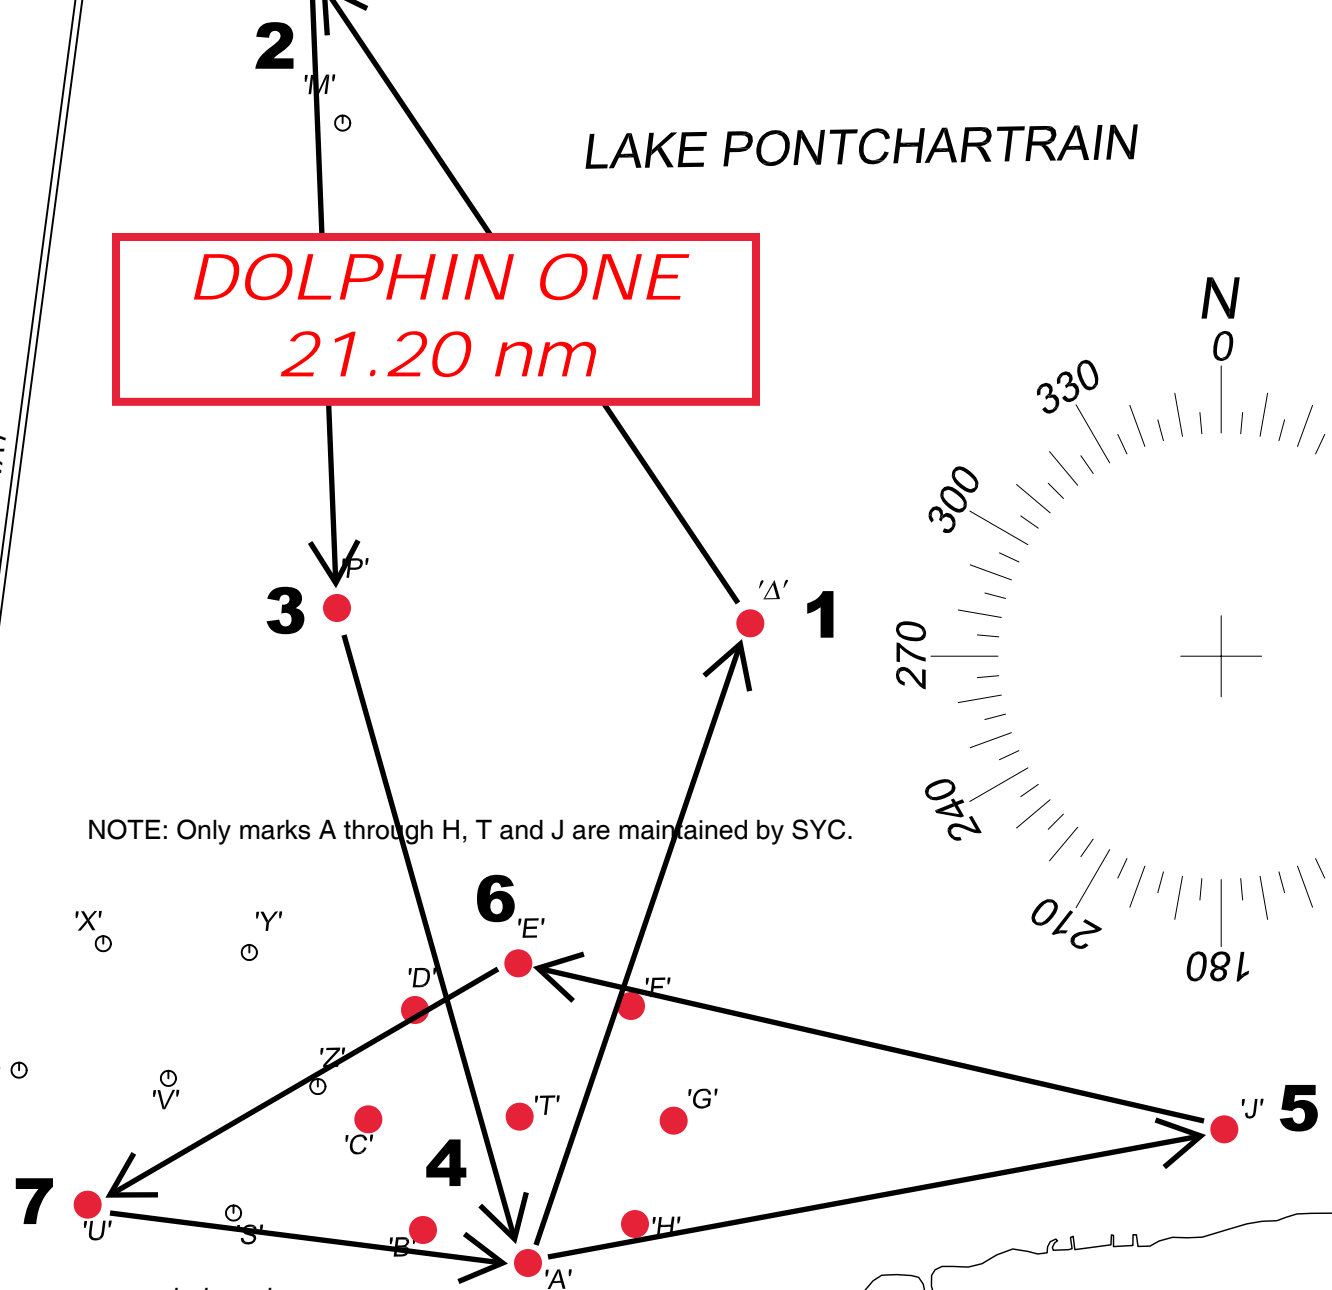 2
'M'
LAKE PONTCHARTRAIN
DOLPHIN ONE
21.20 nm
N
0
330
300
270
240
210
180
'P'
3
'Δ'
1
NOTE: Only marks A through H, T and J are maintained by SYC.
6
'E'
'X'
'Y'
'D'
'F'
'Z'
'V'
'C'
'T'
'G'
'J'
5
4
7
'U'
'S'
'B'
'H'
'A'